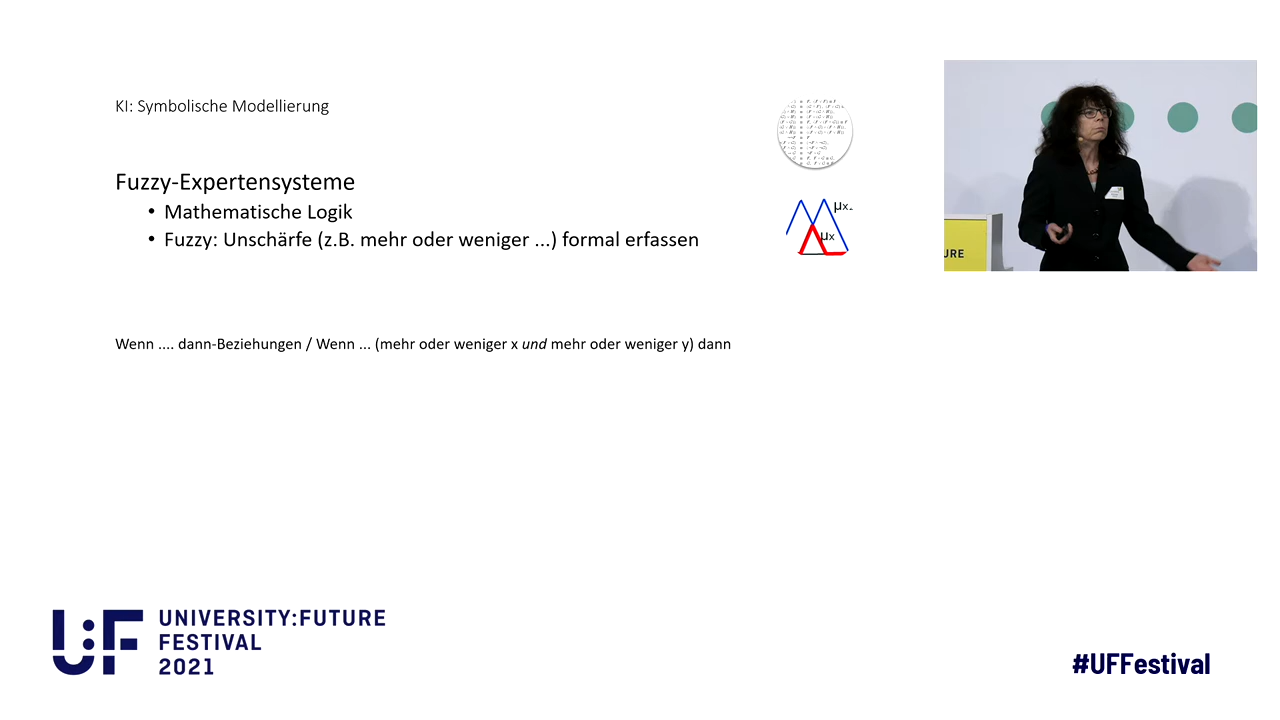 KI: Symbolische Modellierung
Fuzzy-Expertensysteme
• Mathematische Logik
• Fuzzy: Unschärfe (z.B. mehr oder weniger ...) formal erfassen
μx-
μx
URE
Wenn .... dann-Beziehungen / Wenn ... (mehr oder weniger x und mehr oder weniger y) dann
U:F
UNIVERSITY:FUTURE
FESTIVAL
2021
#UFFestival